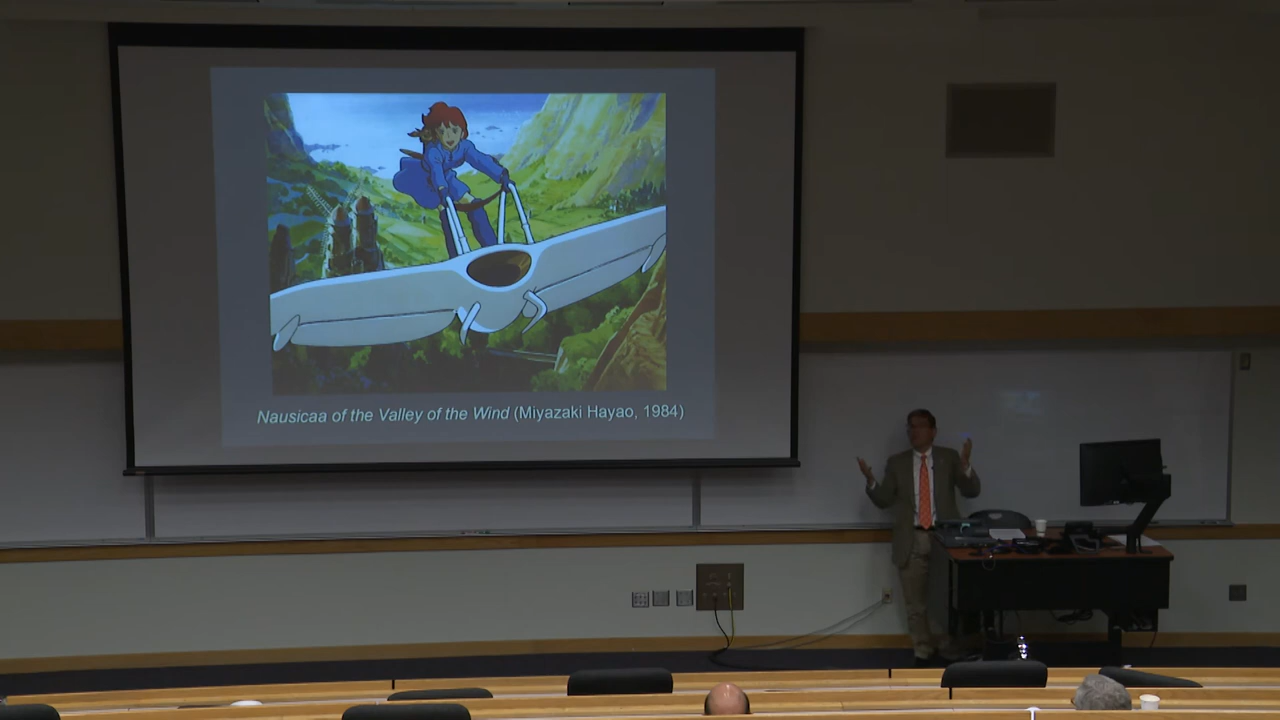 Nausicaa of the Valley of the Wind (Miyazaki Hayao, 1984)